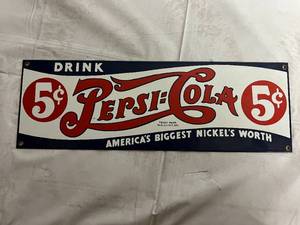 DRINK
5¢ PEPSI=COLA 5¢
AMERICA'S BIGGEST NICKEL'S WORTH